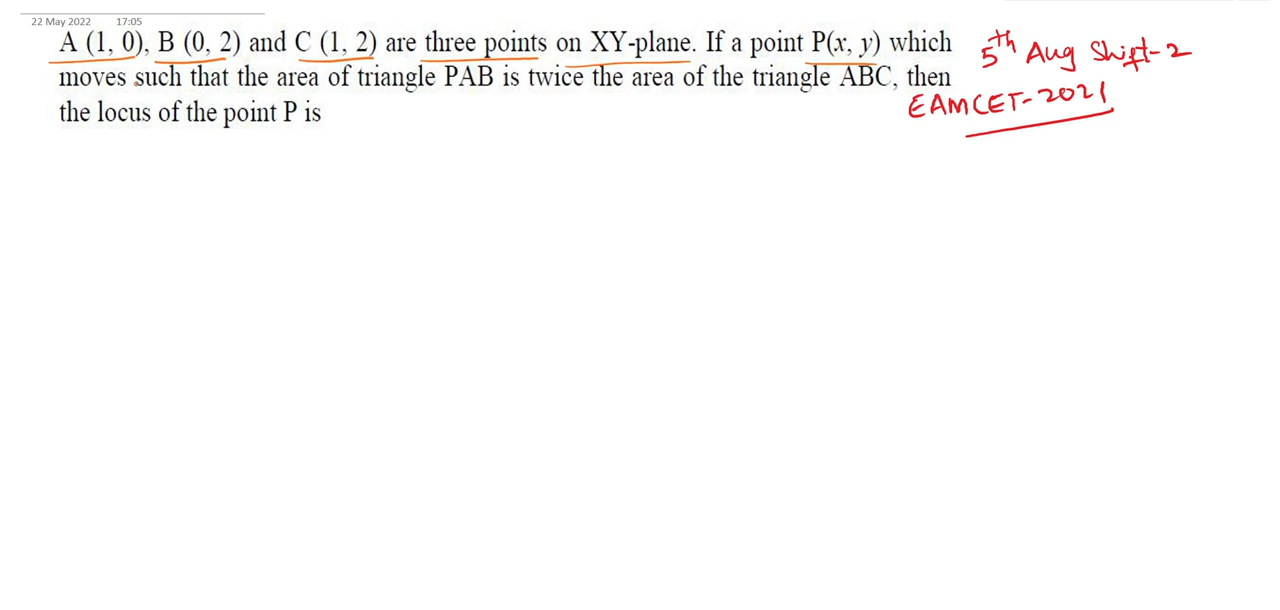 22 May 2022 17:05
A (1, 0), B (0, 2) and C (1, 2) are three points on XY-plane. If a point P(x, y) which
moves such that the area of triangle PAB is twice the area of the triangle ABC, then
the locus of the point P is
5th Aug Shift-2
EAMCET-2021